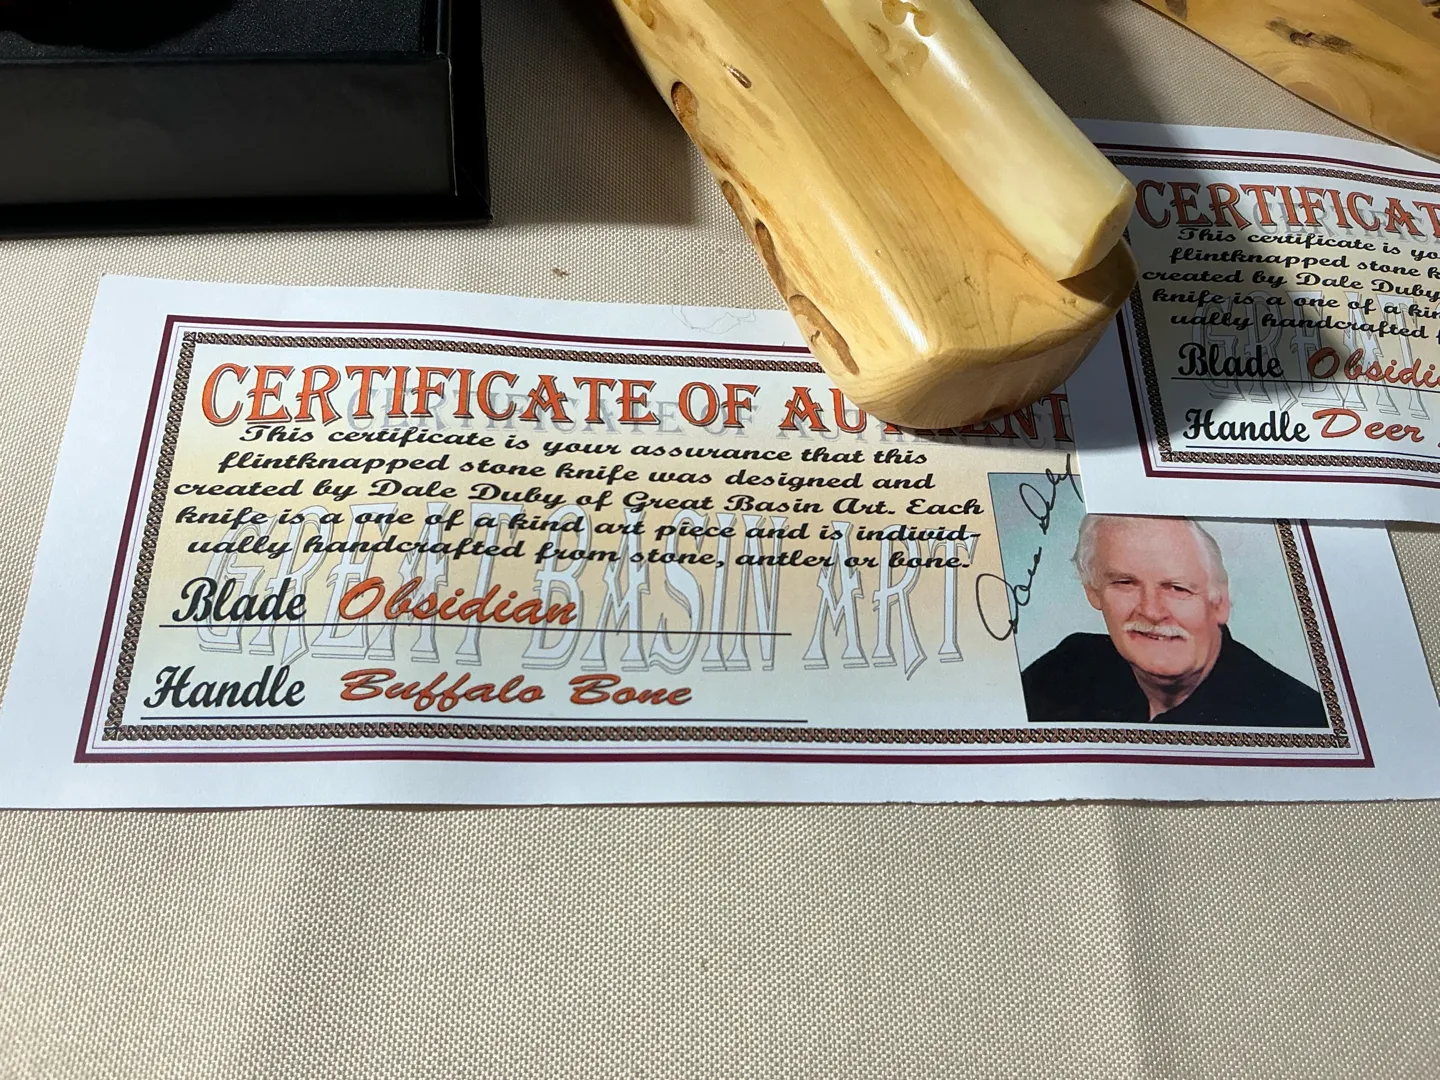 CERTIFICATE OF AUTHENT
This certificate is your assurance that this
flintknapped stone knife was designed and
created by Dale Duby of Great Basin Art. Each
knife is a one of a kind art piece and is individ-
ually handcrafted from stone, antler or bone.
Blade Obsidian
Handle Buffalo Bone
GREAT BASIN ART
CERTIFICAT
This certificate is yo
flintknapped stone k
created by Dale Duby
knife is a one of a kin
ually handcrafted f
Blade Obsidi
Handle Deer
GREAT